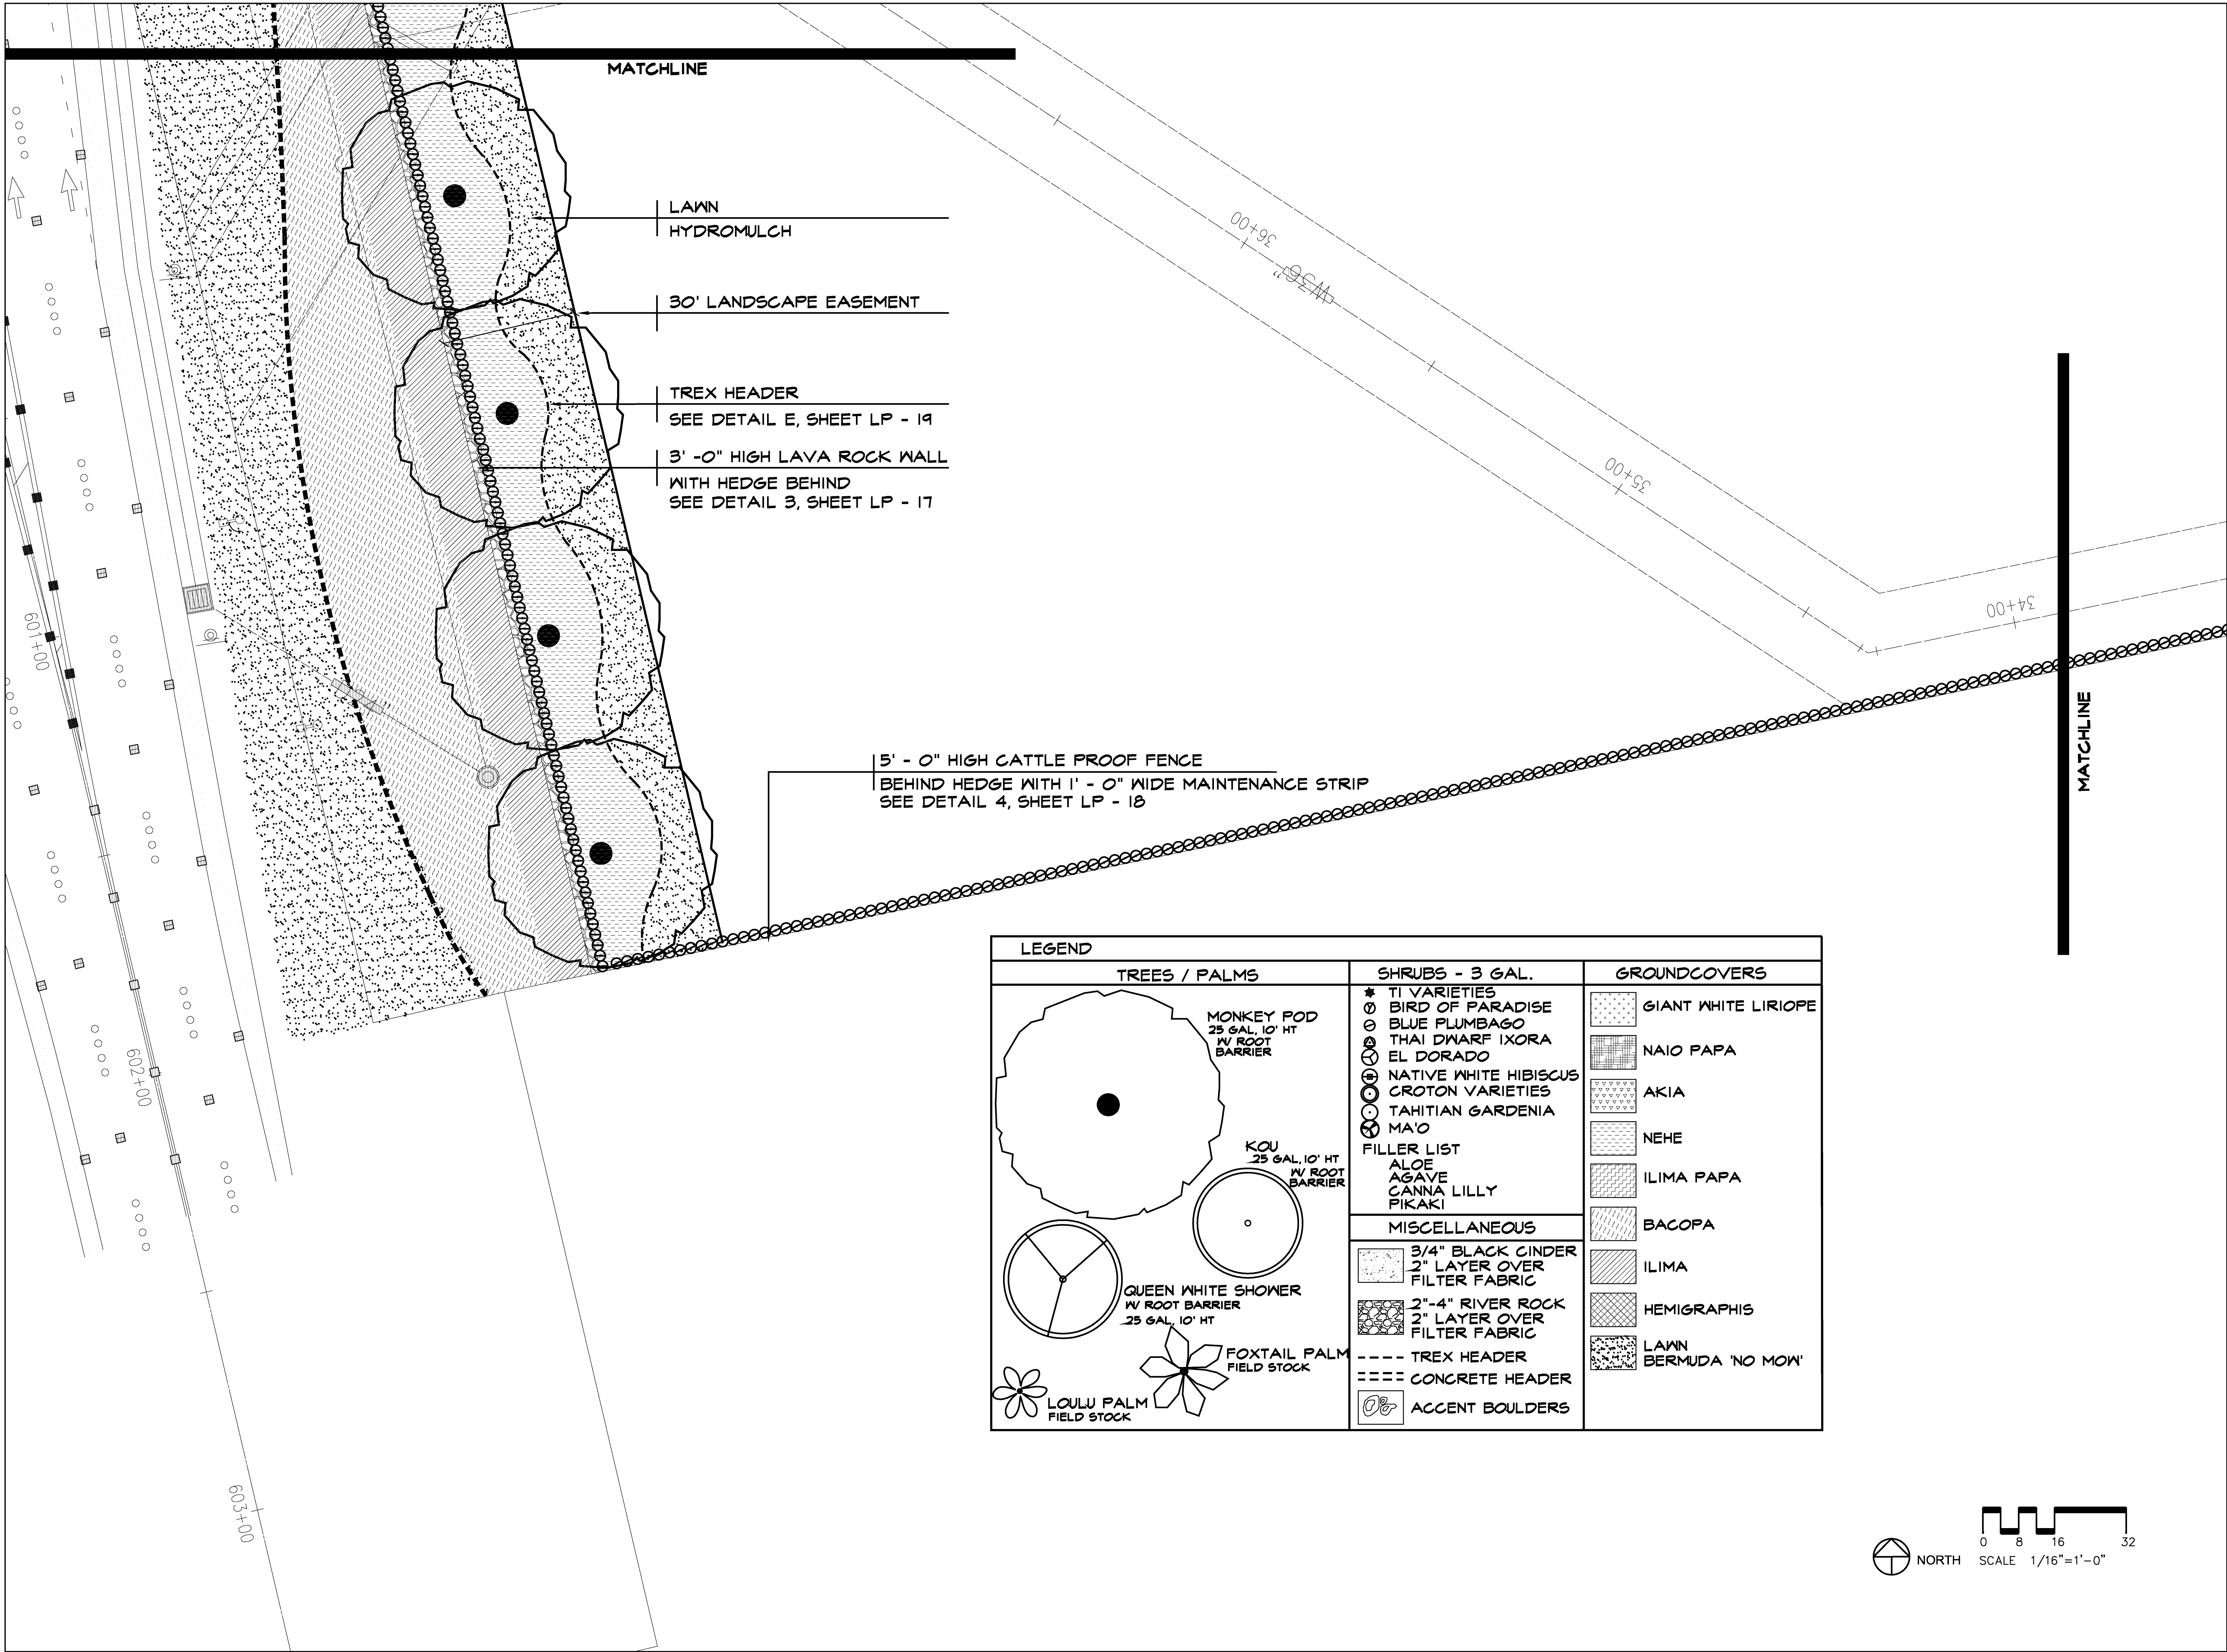 MATCHLINE
LAWN
HYDROMULCH
30' LANDSCAPE EASEMENT
TREX HEADER
SEE DETAIL E, SHEET LP - 19
3' -0" HIGH LAVA ROCK WALL
WITH HEDGE BEHIND
SEE DETAIL 3, SHEET LP - 17
36+00
W36"
35+00
34+00
601+00
602+00
603+00
MATCHLINE
5' - 0" HIGH CATTLE PROOF FENCE
BEHIND HEDGE WITH 1' - 0" WIDE MAINTENANCE STRIP
SEE DETAIL 4, SHEET LP - 18
LEGEND
TREES / PALMS
MONKEY POD
25 GAL, 10' HT
W/ ROOT
BARRIER
KOU
25 GAL, 10' HT
W/ ROOT
BARRIER
QUEEN WHITE SHOWER
W/ ROOT BARRIER
25 GAL, 10' HT
FOXTAIL PALM
FIELD STOCK
LOULU PALM
FIELD STOCK
SHRUBS - 3 GAL.
TI VARIETIES
BIRD OF PARADISE
BLUE PLUMBAGO
THAI DWARF IXORA
EL DORADO
NATIVE WHITE HIBISCUS
CROTON VARIETIES
TAHITIAN GARDENIA
MA'O
FILLER LIST
ALOE
AGAVE
CANNA LILLY
PIKAKI
MISCELLANEOUS
3/4" BLACK CINDER
2" LAYER OVER
FILTER FABRIC
2"-4" RIVER ROCK
2" LAYER OVER
FILTER FABRIC
TREX HEADER
CONCRETE HEADER
ACCENT BOULDERS
GROUNDCOVERS
GIANT WHITE LIRIOPE
NAIO PAPA
AKIA
NEHE
ILIMA PAPA
BACOPA
ILIMA
HEMIGRAPHIS
LAWN
BERMUDA 'NO MOW'
0 8 16 32
NORTH SCALE 1/16"=1'-0"